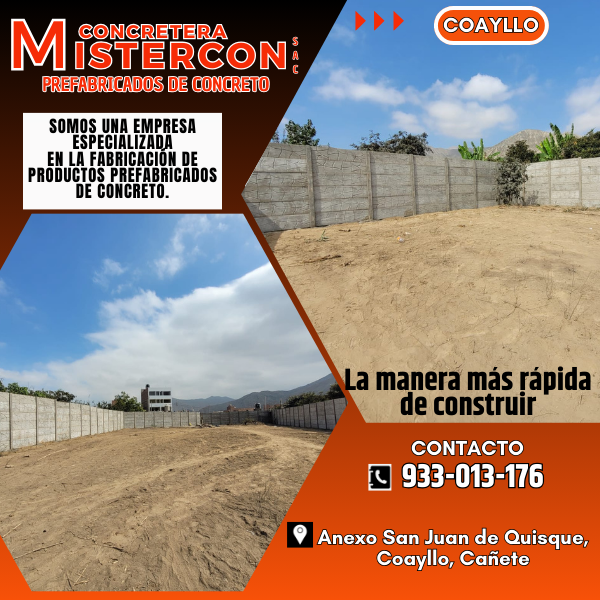 CONCRETERA
MISTERCON SAC
PREFABRICADOS DE CONCRETO
COAYLLO
SOMOS UNA EMPRESA
ESPECIALIZADA
EN LA FABRICACIÓN DE
PRODUCTOS PREFABRICADOS
DE CONCRETO.
La manera más rápida
de construir
CONTACTO
933-013-176
Anexo San Juan de Quisque,
Coayllo, Cañete